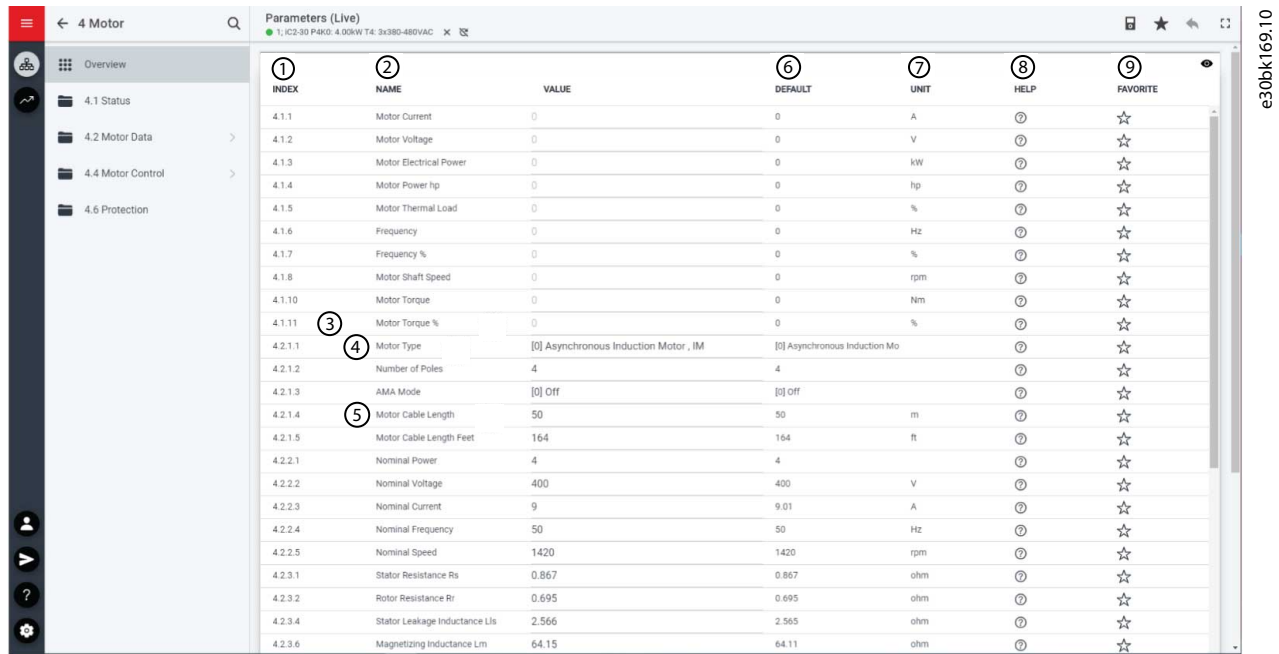 4 Motor
Overview
4.1 Status
4.2 Motor Data
4.4 Motor Control
4.6 Protection
Parameters (Live)
1; iC2-30 P4K0: 4.00kW T4: 3x380-480VAC
1 2 6 7 8 9
INDEX NAME VALUE DEFAULT UNIT HELP FAVORITE
4.1.1 Motor Current 0 0 A
4.1.2 Motor Voltage 0 0 V
4.1.3 Motor Electrical Power 0 0 kW
4.1.4 Motor Power hp 0 0 hp
4.1.5 Motor Thermal Load 0 0 %
4.1.6 Frequency 0 0 Hz
4.1.7 Frequency % 0 0 %
4.1.8 Motor Shaft Speed 0 0 rpm
4.1.10 Motor Torque 0 0 Nm
4.1.11 3 Motor Torque % 0 0 %
4.2.1.1 4 Motor Type [0] Asynchronous Induction Motor , IM [0] Asynchronous Induction Mo
4.2.1.2 Number of Poles 4 4
4.2.1.3 AMA Mode [0] Off [0] Off
4.2.1.4 5 Motor Cable Length 50 50 m
4.2.1.5 Motor Cable Length Feet 164 164 ft
4.2.2.1 Nominal Power 4 4
4.2.2.2 Nominal Voltage 400 400 V
4.2.2.3 Nominal Current 9 9.01 A
4.2.2.4 Nominal Frequency 50 50 Hz
4.2.2.5 Nominal Speed 1420 1420 rpm
4.2.3.1 Stator Resistance Rs 0.867 0.867 ohm
4.2.3.2 Rotor Resistance Rr 0.695 0.695 ohm
4.2.3.4 Stator Leakage Inductance Lls 2.566 2.565 ohm
4.2.3.6 Magnetizing Inductance Lm 64.15 64.11 ohm
e30bk169.10